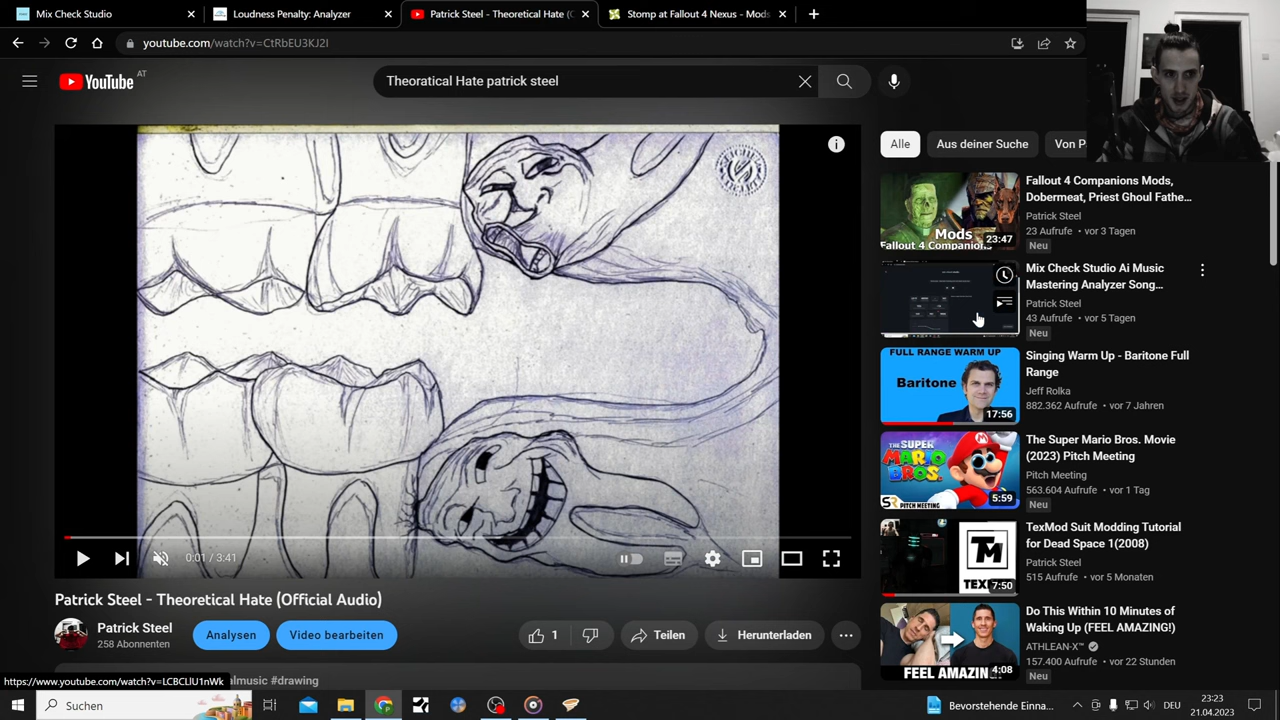 Mix Check Studio
Loudness Penalty: Analyzer
Patrick Steel - Theoretical Hate (O
Stomp at Fallout 4 Nexus - Mods
youtube.com/watch?v=CtRbEU3KJ2I
YouTube AT
Theoratical Hate patrick steel
Alle
Aus deiner Suche
Von P
Fallout 4 Companions Mods,
Dobermeat, Priest Ghoul Fathe...
Patrick Steel
23 Aufrufe • vor 3 Tagen
Neu
Mods
Fallout 4 Companions
23:47
Mix Check Studio Ai Music
Mastering Analyzer Song...
Patrick Steel
43 Aufrufe • vor 5 Tagen
Neu
FULL RANGE WARM UP
Baritone
17:56
Singing Warm Up - Baritone Full
Range
Jeff Rolka
882.362 Aufrufe • vor 7 Jahren
THE SUPER
MARIO
BROS.
SR PITCH MEETING
5:59
The Super Mario Bros. Movie
(2023) Pitch Meeting
Pitch Meeting
563.604 Aufrufe • vor 1 Tag
Neu
TM
TEX
7:50
TexMod Suit Modding Tutorial
for Dead Space 1(2008)
Patrick Steel
515 Aufrufe • vor 5 Monaten
FEEL AMAZIN
4:08
Do This Within 10 Minutes of
Waking Up (FEEL AMAZING!)
ATHLEAN-X™
157.400 Aufrufe • vor 22 Stunden
Neu
0:01 / 3:41
Patrick Steel - Theoretical Hate (Official Audio)
Patrick Steel
258 Abonnenten
Analysen
Video bearbeiten
1
Teilen
Herunterladen
https://www.youtube.com/watch?v=LCBCLlU1nWk
almusic #drawing
Suchen
Bevorstehende Einna...
DEU
23:23
21.04.2023